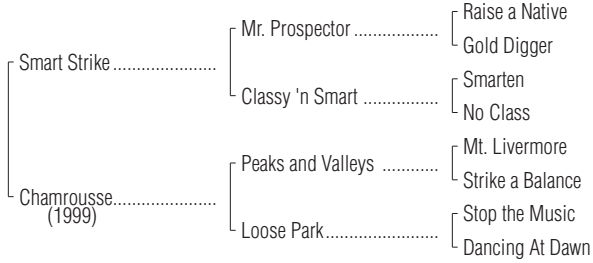 Raise a Native
Mr. Prospector ..................
Gold Digger
Smart Strike ......................
Smarten
Classy 'n Smart ................
No Class
Mt. Livermore
Peaks and Valleys ............
Strike a Balance
Chamrousse......................
(1999)
Stop the Music
Loose Park........................
Dancing At Dawn